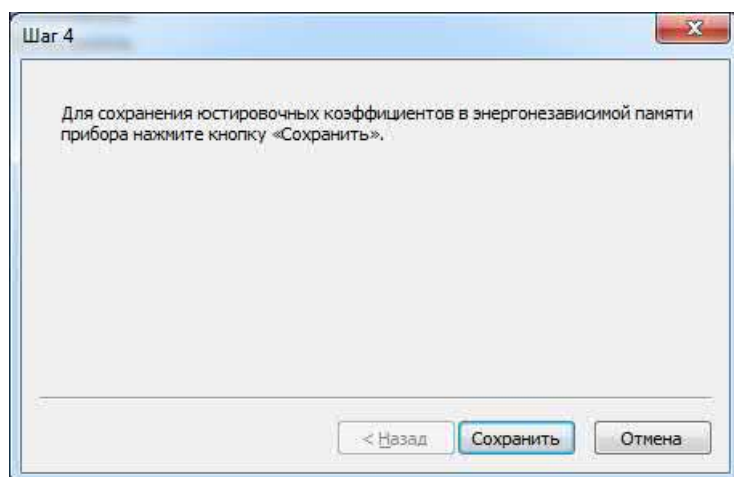 Шаг 4
Для сохранения юстировочных коэффициентов в энергонезависимой памяти
прибора нажмите кнопку «Сохранить».
< Назад Сохранить Отмена